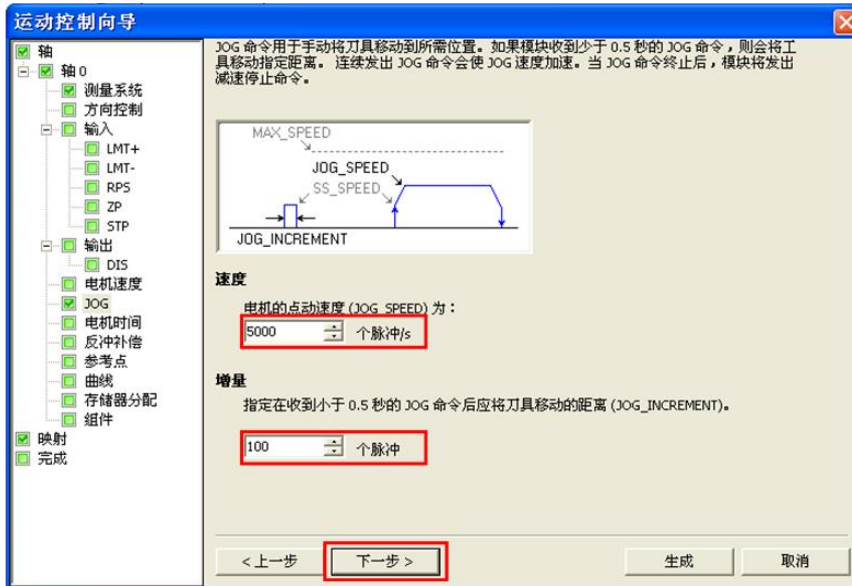 运动控制向导
轴
轴 0
测量系统
方向控制
输入
LMT+
LMT-
RPS
ZP
STP
输出
DIS
电机速度
JOG
电机时间
反冲补偿
参考点
曲线
存储器分配
组件
映射
完成
JOG 命令用于手动将刀具移动到所需位置。如果模块收到少于 0.5 秒的 JOG 命令，则会将工
具移动指定距离。 连续发出 JOG 命令会使 JOG 速度加速。当 JOG 命令终止后，模块将发出
减速停止命令。
MAX_SPEED
JOG_SPEED
SS_SPEED
JOG_INCREMENT
速度
电机的点动速度 (JOG_SPEED) 为：
5000 个脉冲/s
增量
指定在收到小于 0.5 秒的 JOG 命令后应将刀具移动的距离 (JOG_INCREMENT)。
100 个脉冲
< 上一步 下一步 > 生成 取消